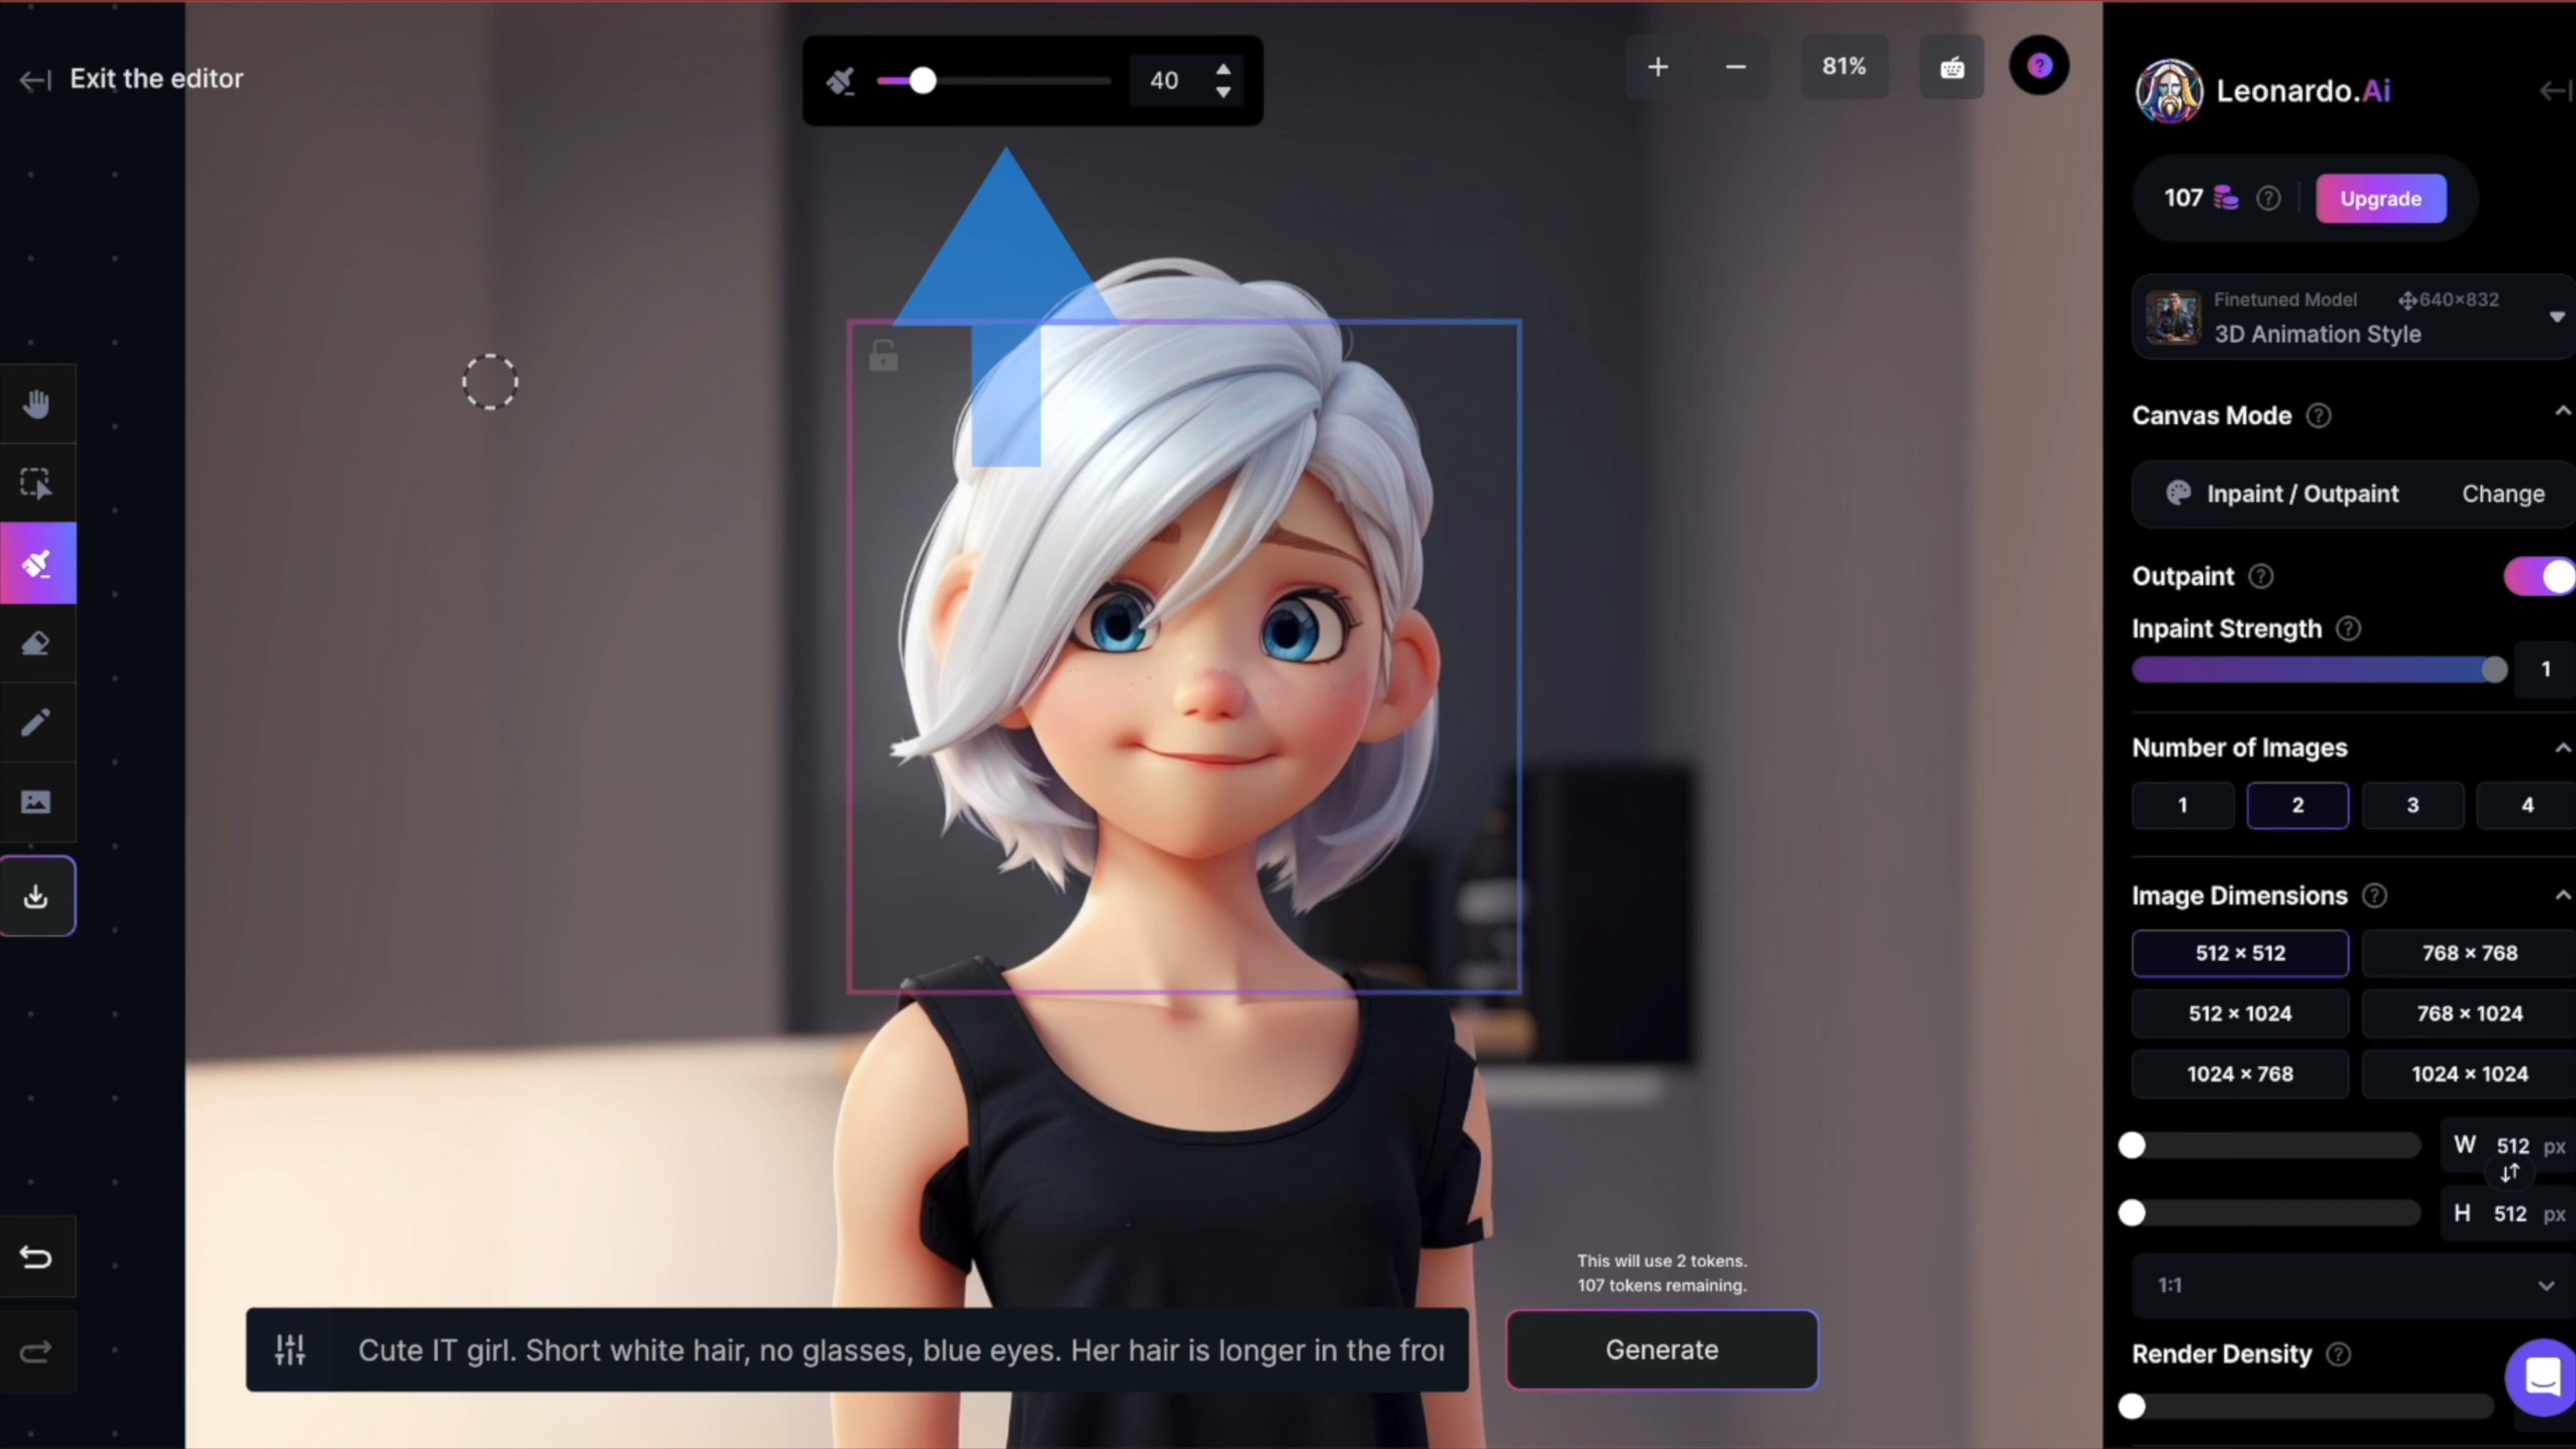 Exit the editor
40
81%
?
Leonardo.Ai
107 ? Upgrade
Finetuned Model 640×832
3D Animation Style
Canvas Mode ?
Inpaint / Outpaint Change
Outpaint ?
Inpaint Strength ?
1
Number of Images
1 2 3 4
Image Dimensions ?
512 × 512 768 × 768
512 × 1024 768 × 1024
1024 × 768 1024 × 1024
W 512 px
H 512 px
1:1
Render Density ?
This will use 2 tokens.
107 tokens remaining.
Cute IT girl. Short white hair, no glasses, blue eyes. Her hair is longer in the
Generate